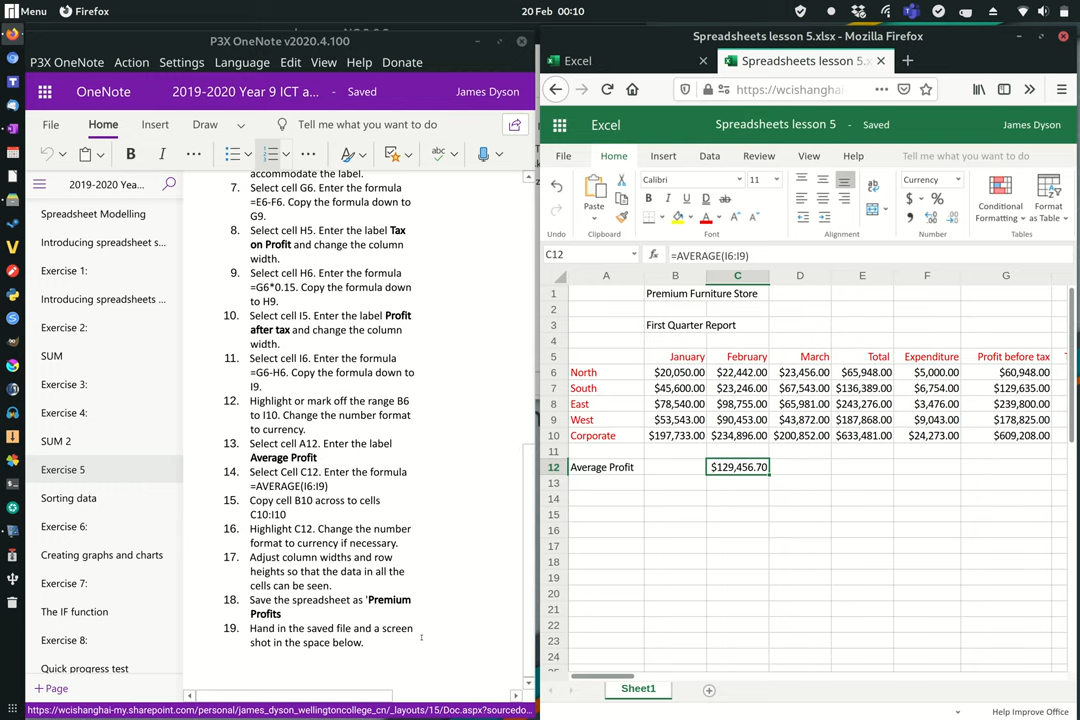 Menu Firefox 20 Feb 00:10
P3X OneNote v2020.4.100
P3X OneNote Action Settings Language Edit View Help Donate
OneNote 2019-2020 Year 9 ICT a... - Saved James Dyson
File Home Insert Draw Tell me what you want to do
B I ... abc
2019-2020 Yea...
Spreadsheet Modelling
Introducing spreadsheet s...
Exercise 1:
Introducing spreadsheets ...
Exercise 2:
SUM
Exercise 3:
Exercise 4:
SUM 2
Exercise 5
Sorting data
Exercise 6:
Creating graphs and charts
Exercise 7:
The IF function
Exercise 8:
Quick progress test
+ Page
accommodate the label.
7. Select cell G6. Enter the formula
=E6-F6. Copy the formula down to
G9.
8. Select cell H5. Enter the label Tax
on Profit and change the column
width.
9. Select cell H6. Enter the formula
=G6*0.15. Copy the formula down
to H9.
10. Select cell I5. Enter the label Profit
after tax and change the column
width.
11. Select cell I6. Enter the formula
=G6-H6. Copy the formula down to
I9.
12. Highlight or mark off the range B6
to I10. Change the number format
to currency.
13. Select cell A12. Enter the label
Average Profit
14. Select Cell C12. Enter the formula
=AVERAGE(I6:I9)
15. Copy cell B10 across to cells
C10:I10
16. Highlight C12. Change the number
format to currency if necessary.
17. Adjust column widths and row
heights so that the data in all the
cells can be seen.
18. Save the spreadsheet as 'Premium
Profits
19. Hand in the saved file and a screen
shot in the space below.
https://wcishanghai-my.sharepoint.com/personal/james_dyson_wellingtoncollege_cn/_layouts/15/Doc.aspx?sourcedo...
Spreadsheets lesson 5.xlsx - Mozilla Firefox
Excel Spreadsheets lesson 5.x
https://wcishanghai
Excel Spreadsheets lesson 5 - Saved James Dyson
File Home Insert Data Review View Help Tell me what you want to do
Calibri 11 Currency
Paste B I U D ab $ % Conditional Format
Formatting as Table
Undo Clipboard Font Alignment Number Tables
C12 fx =AVERAGE(I6:I9)
A B C D E F G
1 Premium Furniture Store
2
3 First Quarter Report
4
5 January February March Total Expenditure Profit before tax
6 North $20,050.00 $22,442.00 $23,456.00 $65,948.00 $5,000.00 $60,948.00
7 South $45,600.00 $23,246.00 $67,543.00 $136,389.00 $6,754.00 $129,635.00
8 East $78,540.00 $98,755.00 $65,981.00 $243,276.00 $3,476.00 $239,800.00
9 West $53,543.00 $90,453.00 $43,872.00 $187,868.00 $9,043.00 $178,825.00
10 Corporate $197,733.00 $234,896.00 $200,852.00 $633,481.00 $24,273.00 $609,208.00
11
12 Average Profit $129,456.70
13
14
15
16
17
18
19
20
21
22
23
24
Sheet1
Help Improve Office